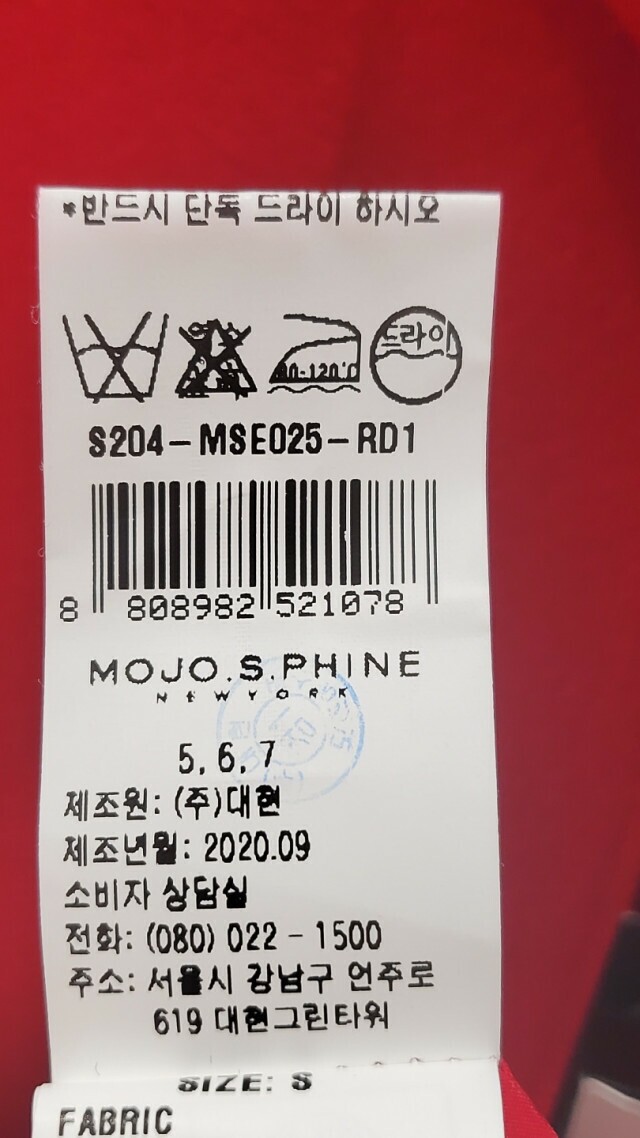 *반드시 단독 드라이 하시오
드라이
80-120℃
S204-MSE025-RD1
8 808982 521078
MOJO.S.PHINE
NEWYORK
5, 6, 7
제조원: (주)대현
제조년월: 2020.09
소비자 상담실
전화: (080) 022 - 1500
주소: 서울시 강남구 언주로
619 대현그린타워
SIZE: S
FABRIC